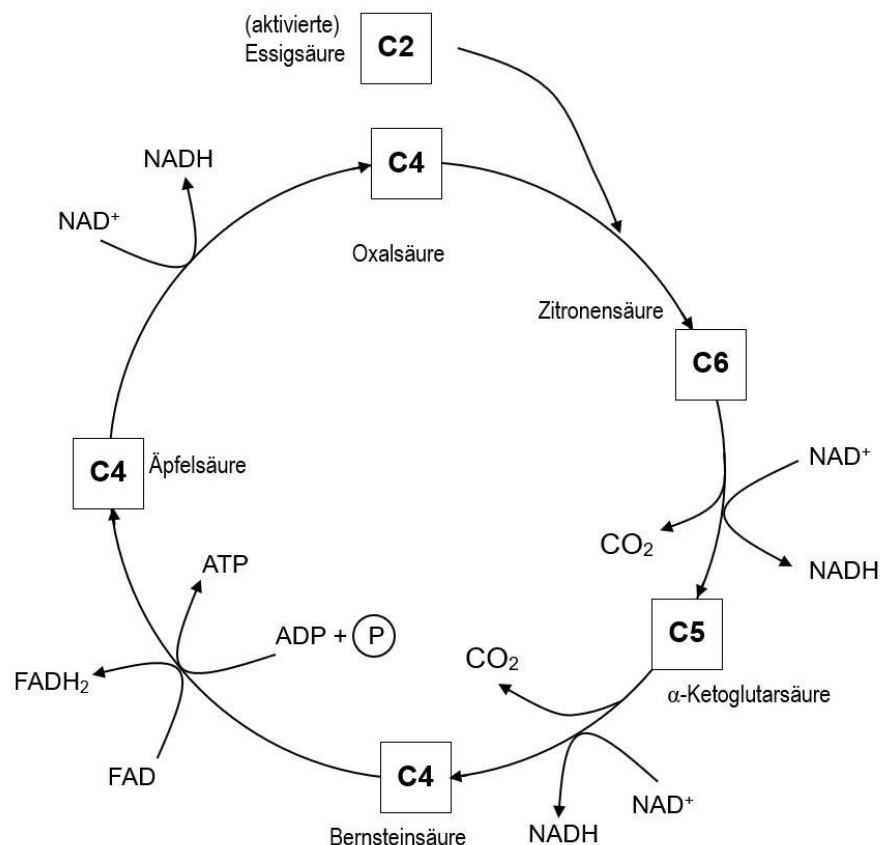 (aktivierte)
Essigsäure
C2
C4
Oxalsäure
NADH
NAD⁺
Zitronensäure
C6
NAD⁺
NADH
CO₂
C5
α-Ketoglutarsäure
CO₂
NAD⁺
NADH
C4
Bernsteinsäure
ADP + P
ATP
FAD
FADH₂
C4
Äpfelsäure